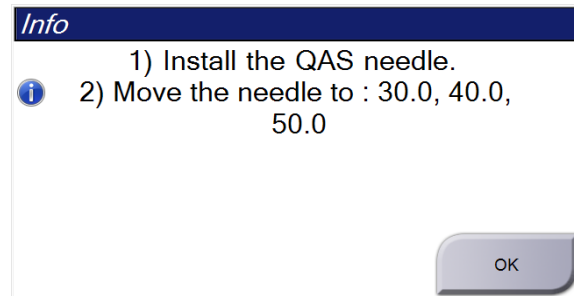 Info
1) Install the QAS needle.
2) Move the needle to : 30.0, 40.0,
50.0
OK